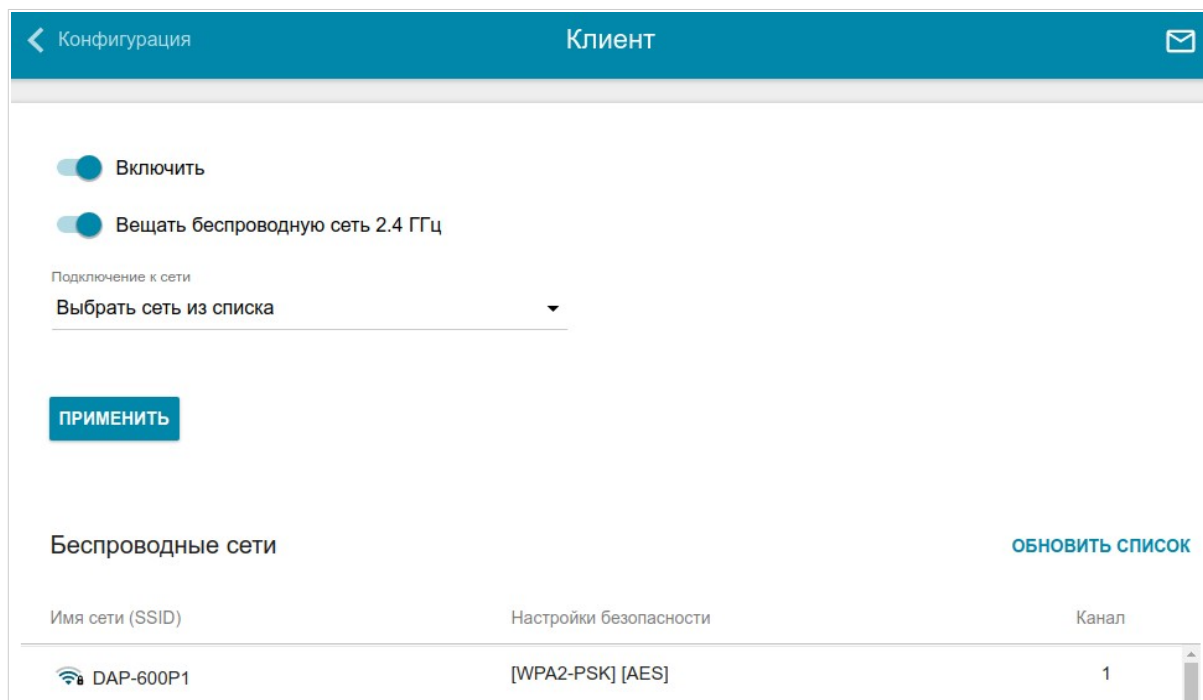 Конфигурация Клиент
Включить
Вещать беспроводную сеть 2.4 ГГц
Подключение к сети
Выбрать сеть из списка
ПРИМЕНИТЬ
Беспроводные сети ОБНОВИТЬ СПИСОК
Имя сети (SSID) Настройки безопасности Канал
DAP-600P1 [WPA2-PSK] [AES] 1